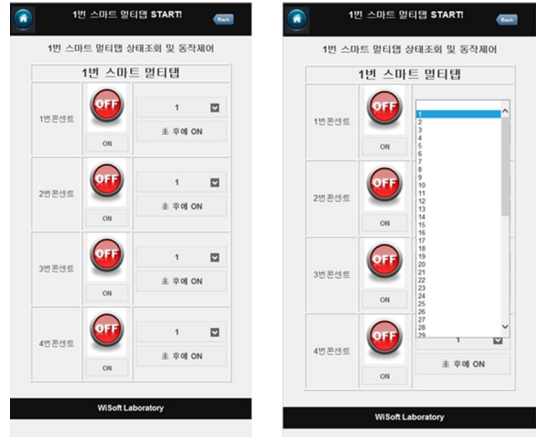 1번 스마트 멀티탭 START!
Back
1번 스마트 멀티탭 상태조회 및 동작제어
1번 스마트 멀티탭
1번콘센트
OFF
ON
1
초 후에 ON
2번콘센트
OFF
ON
1
초 후에 ON
3번콘센트
OFF
ON
1
초 후에 ON
4번콘센트
OFF
ON
1
초 후에 ON
WiSoft Laboratory
1번 스마트 멀티탭 START!
Back
1번 스마트 멀티탭 상태조회 및 동작제어
1번 스마트 멀티탭
1번콘센트
OFF
ON
2번콘센트
OFF
ON
3번콘센트
OFF
ON
4번콘센트
OFF
ON
1
2
3
4
5
6
7
8
9
10
11
12
13
14
15
16
17
18
19
20
21
22
23
24
25
26
27
28
29
1
초 후에 ON
WiSoft Laboratory